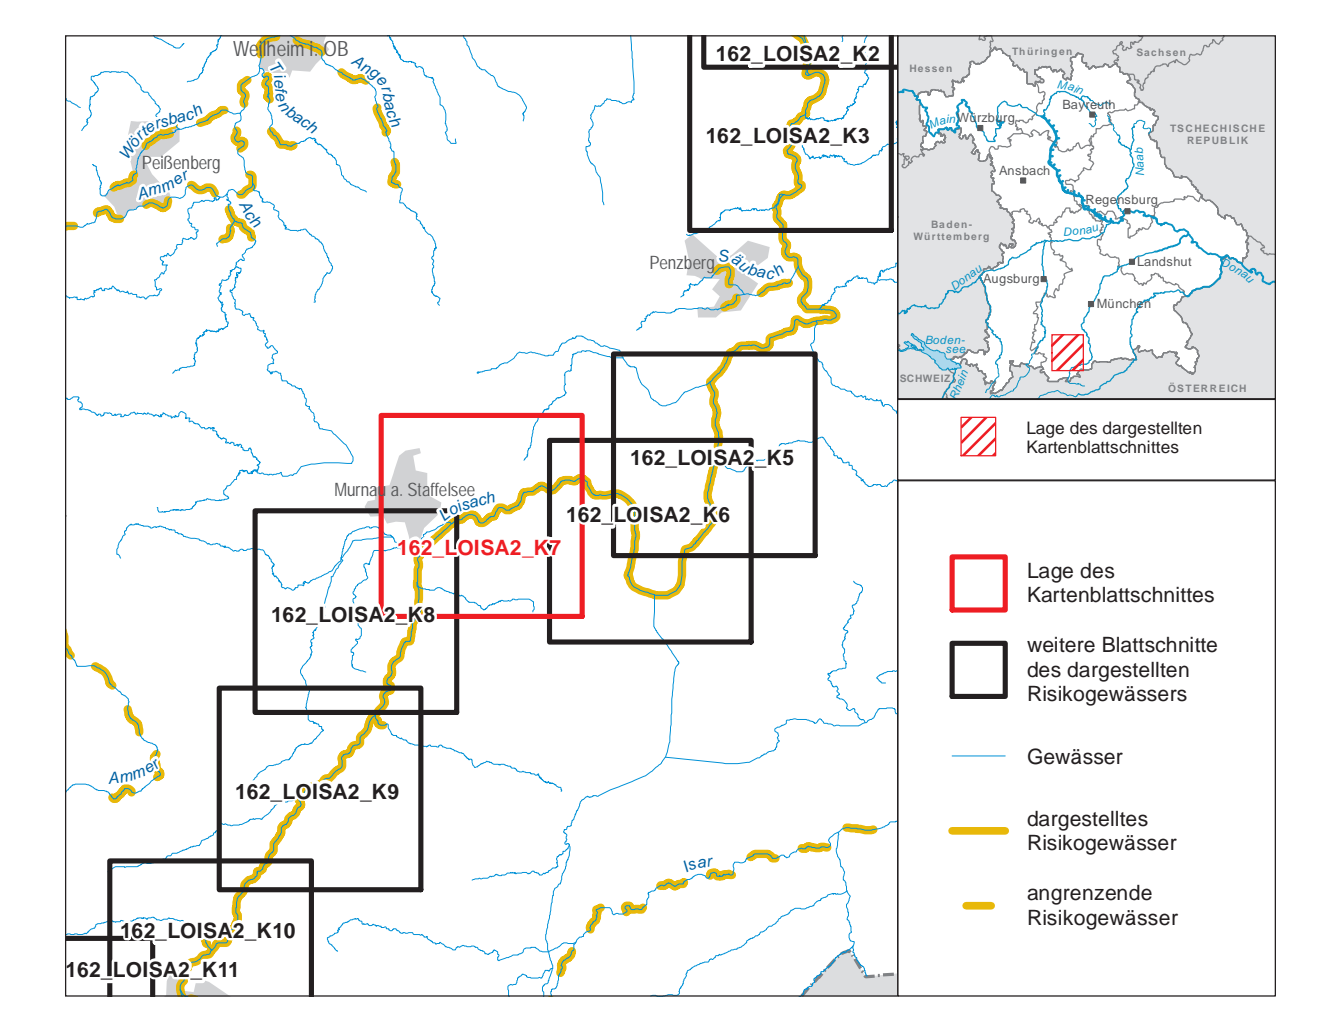 Weilheim i. OB
Tiefenbach
Angerbach
Wörtersbach
Peißenberg
Ammer
Ach
162_LOISA2_K2
162_LOISA2_K3
Penzberg
Säubach
162_LOISA2_K5
Murnau a. Staffelsee
Loisach
162_LOISA2_K6
162_LOISA2_K7
162_LOISA2_K8
Ammer
162_LOISA2_K9
Isar
162_LOISA2_K10
162_LOISA2_K11
Thüringen
Sachsen
Hessen
Main
Bayreuth
Main
Würzburg
TSCHECHISCHE
REPUBLIK
Naab
Ansbach
Regensburg
Baden-
Württemberg
Donau
Landshut
Donau
Donau
Augsburg
München
Boden-
see
SCHWEIZ
Rhein
ÖSTERREICH
Lage des dargestellten
Kartenblattschnittes
Lage des
Kartenblattschnittes
weitere Blattschnitte
des dargestellten
Risikogewässers
Gewässer
dargestelltes
Risikogewässer
angrenzende
Risikogewässer